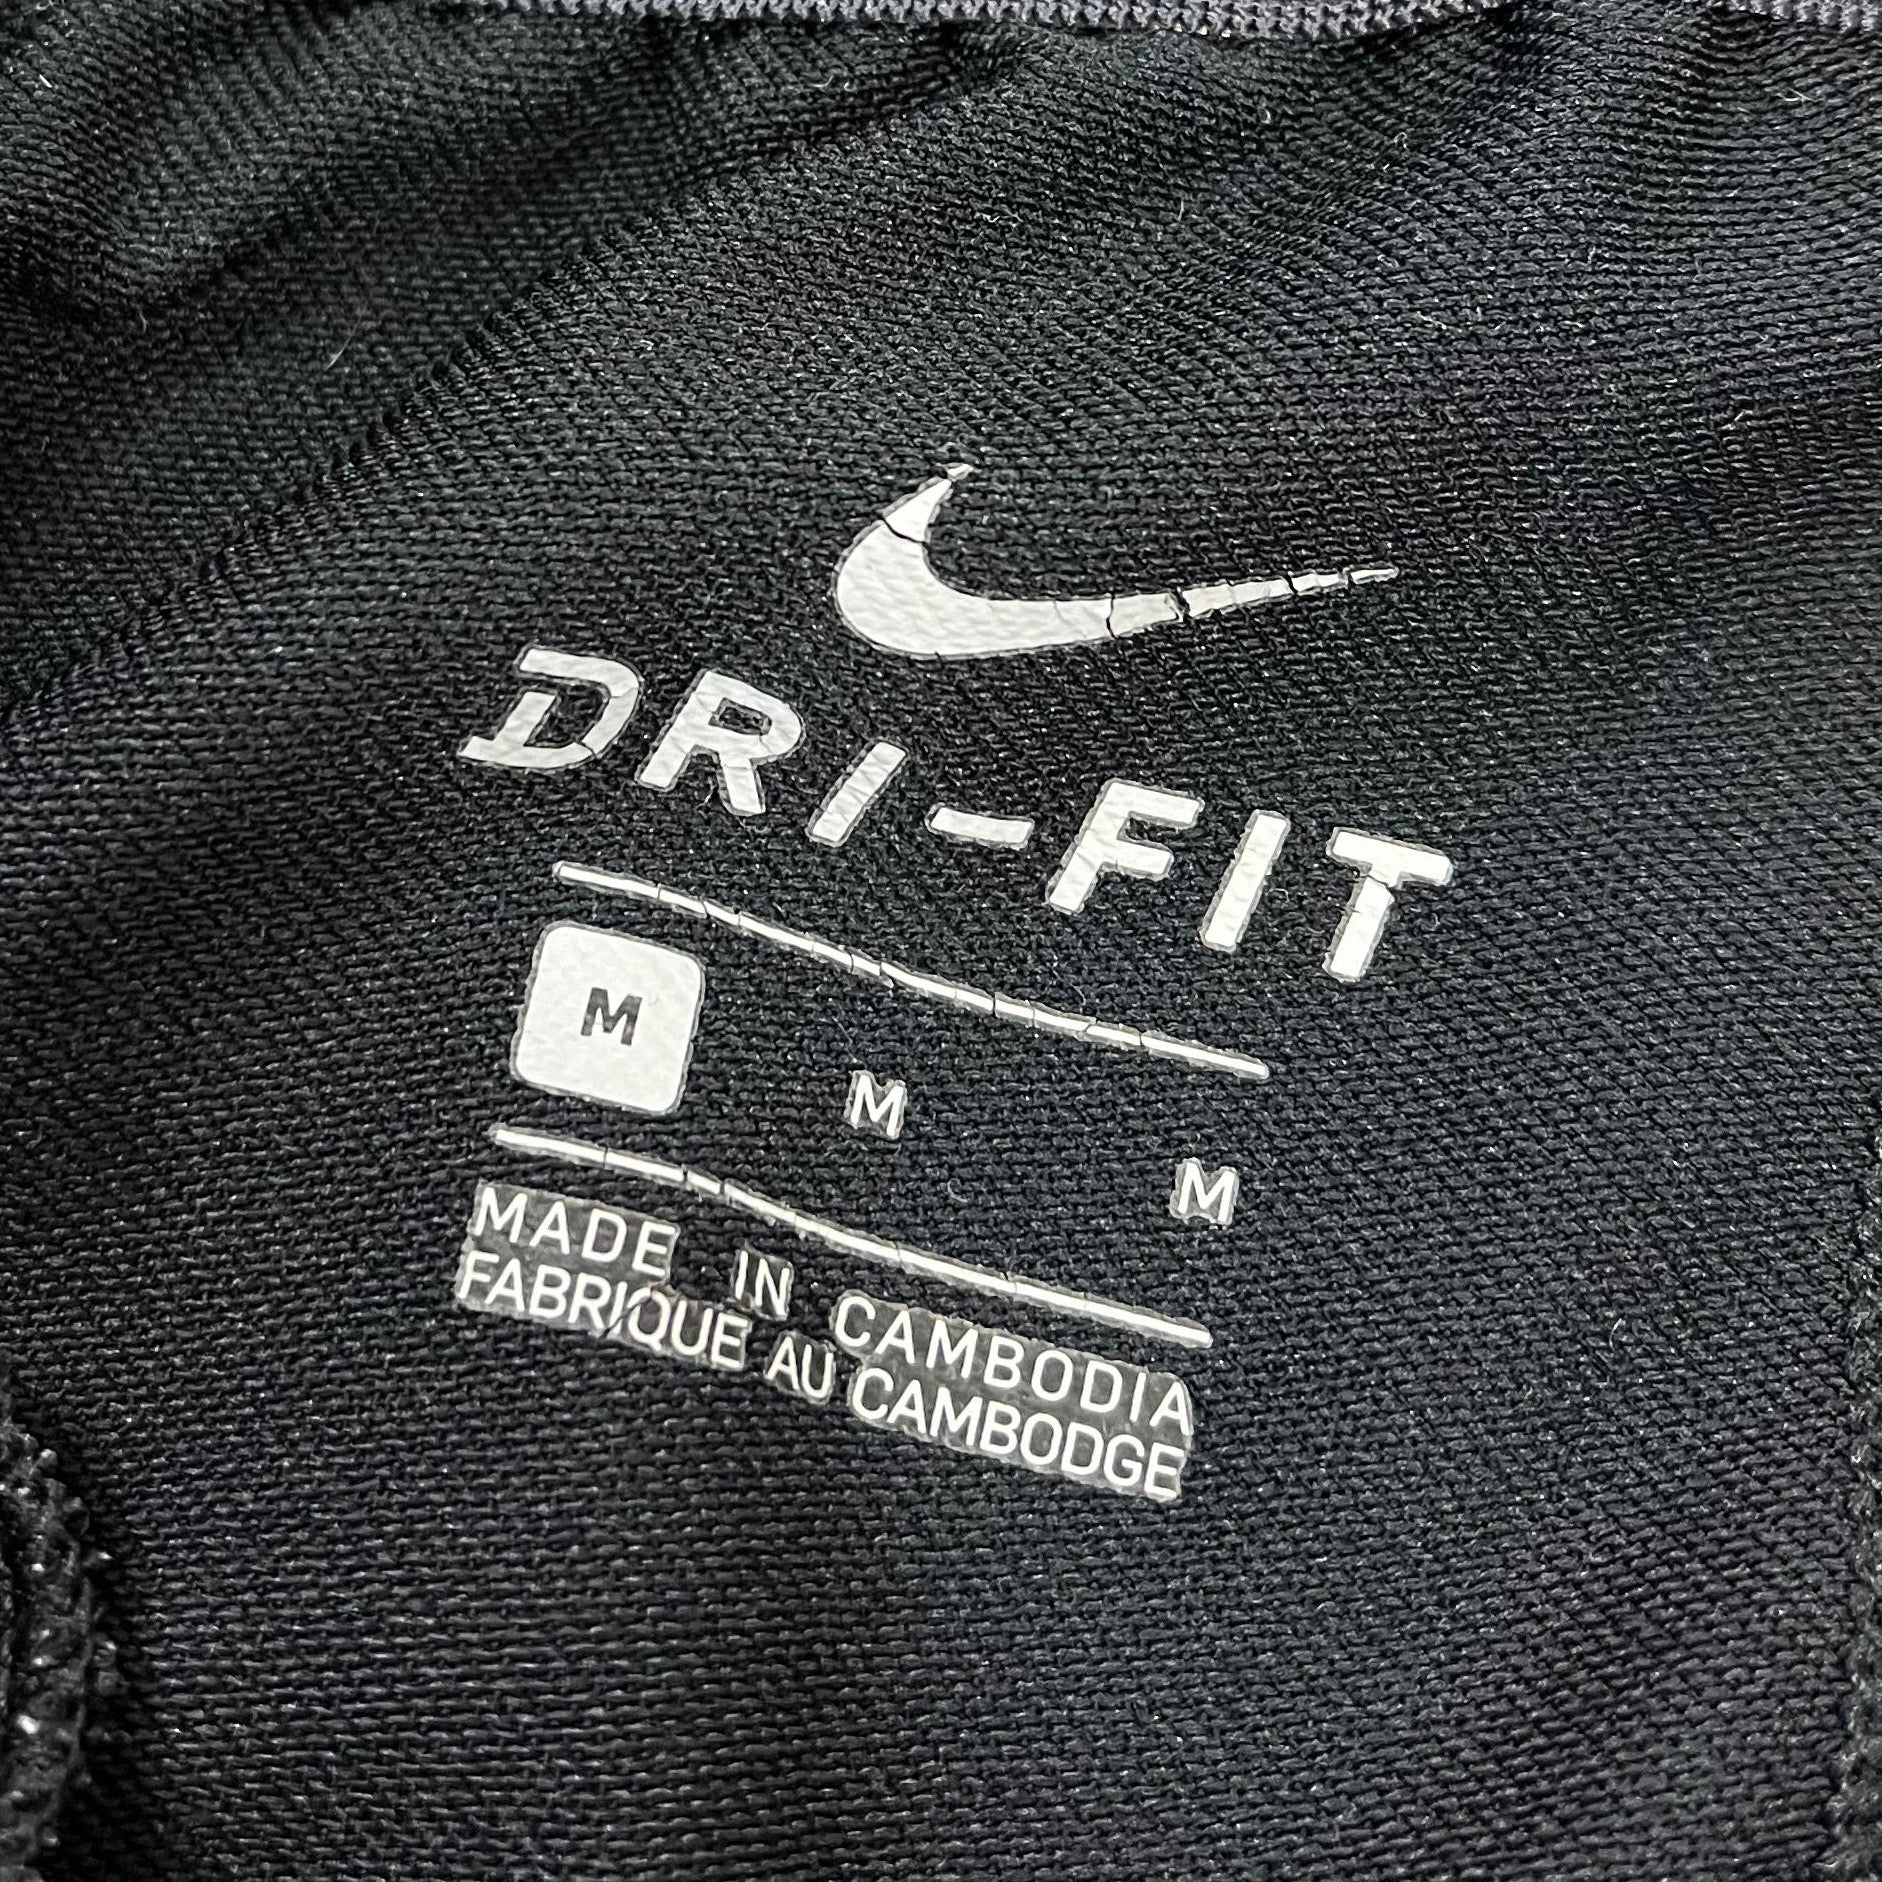 DRI-FIT
M M M
MADE IN CAMBODIA
FABRIQUE AU CAMBODGE